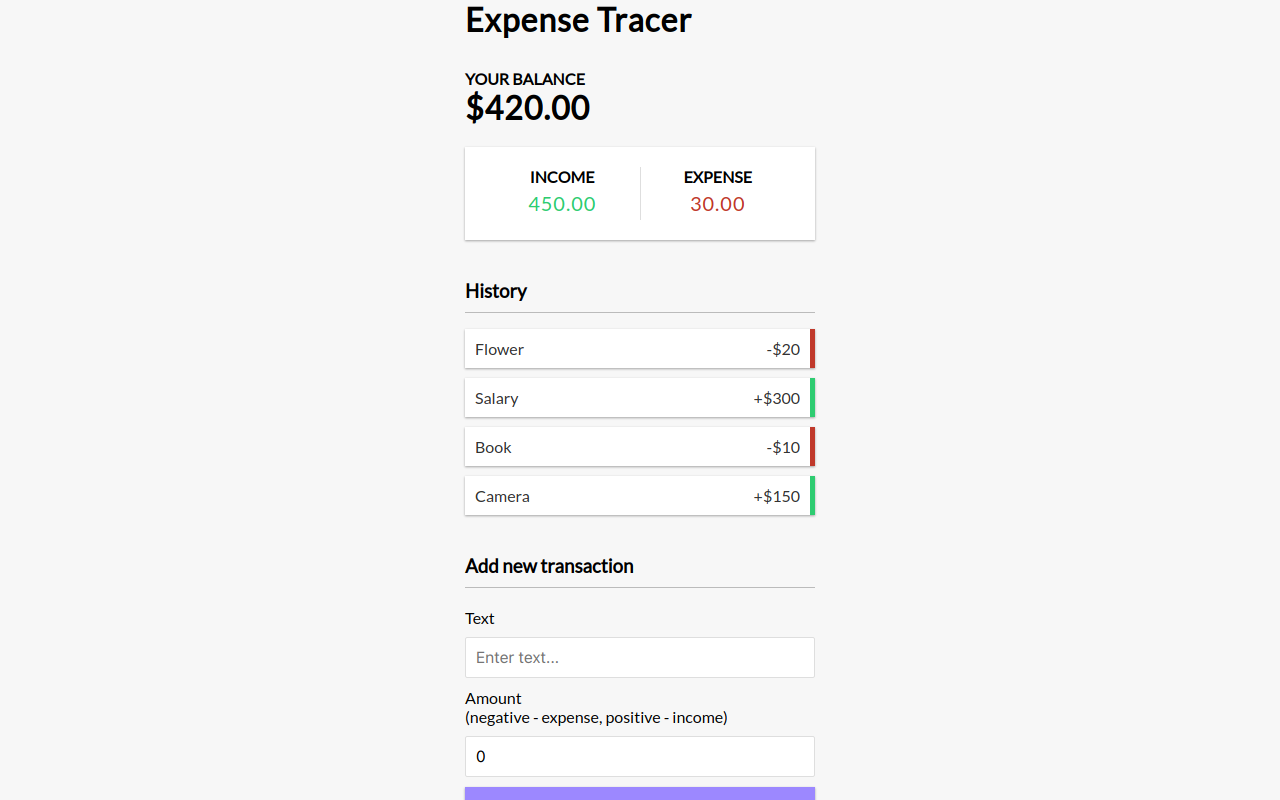 Expense Tracer
YOUR BALANCE
$420.00
INCOME EXPENSE
450.00 30.00
History
Flower -$20
Salary +$300
Book -$10
Camera +$150
Add new transaction
Text
Enter text...
Amount
(negative - expense, positive - income)
0